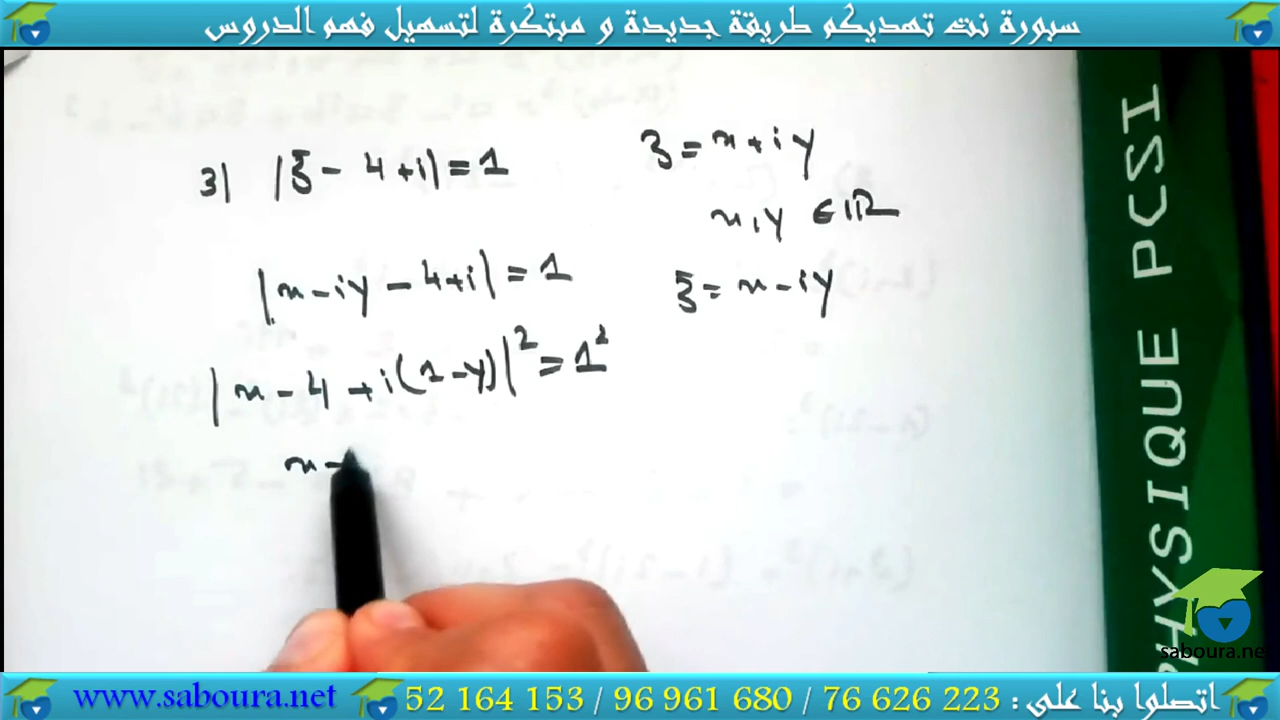 سبورة نت تهديكم طريقة جديدة و مبتكرة لتسهيل فهم الدروس
3) |z̄ - 4 + i| = 1
z = x + iy
x, y ∈ IR
|x - iy - 4 + i| = 1
z̄ = x - iy
|x - 4 + i(1 - y)|² = 1²
x -
PHYSIQUE PCSI
saboura.net
www.saboura.net
52 164 153 / 96 961 680 / 76 626 223 : اتصلوا بنا على